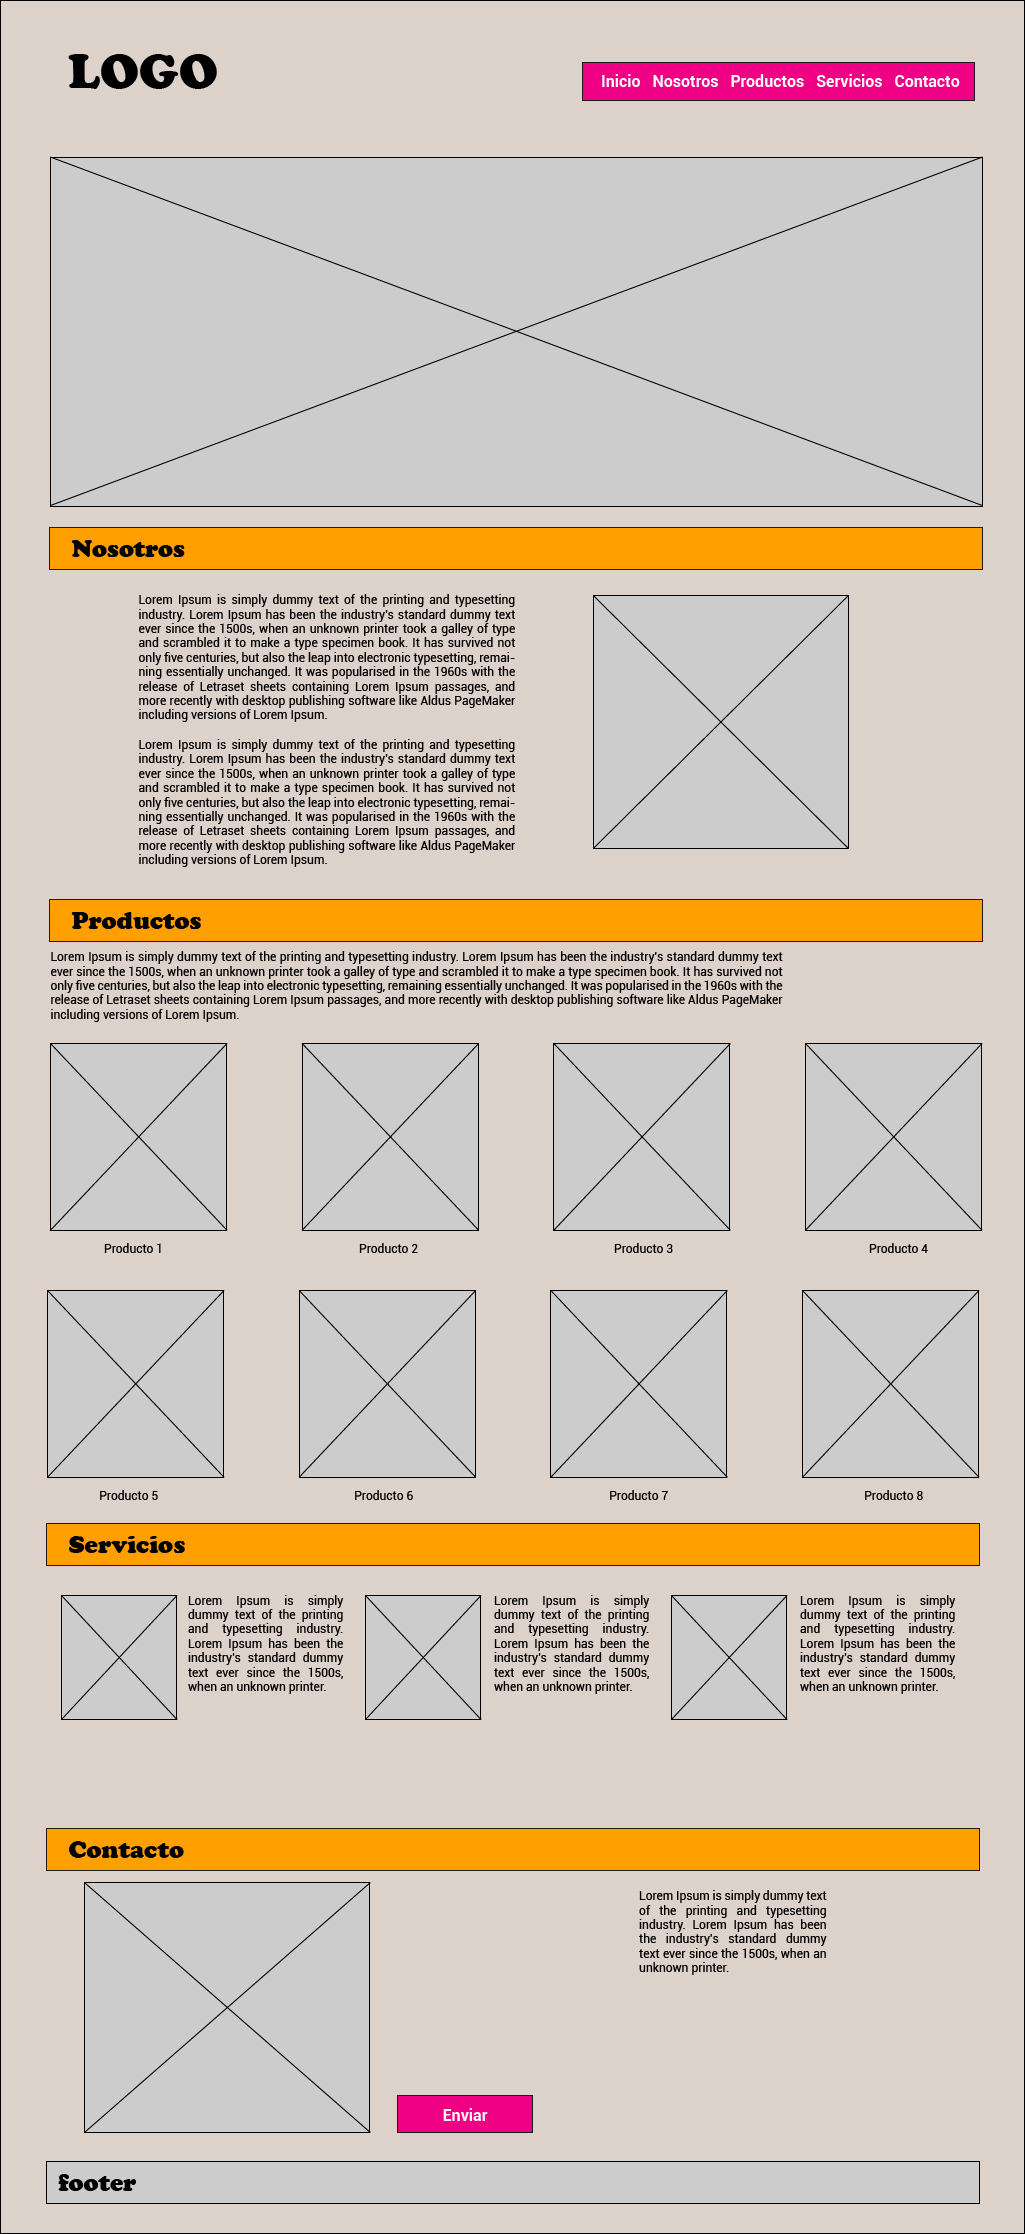 LOGO
Inicio Nosotros Productos Servicios Contacto
Nosotros
Lorem Ipsum is simply dummy text of the printing and typesetting
industry. Lorem Ipsum has been the industry's standard dummy text
ever since the 1500s, when an unknown printer took a galley of type
and scrambled it to make a type specimen book. It has survived not
only five centuries, but also the leap into electronic typesetting, remai-
ning essentially unchanged. It was popularised in the 1960s with the
release of Letraset sheets containing Lorem Ipsum passages, and
more recently with desktop publishing software like Aldus PageMaker
including versions of Lorem Ipsum.
Lorem Ipsum is simply dummy text of the printing and typesetting
industry. Lorem Ipsum has been the industry's standard dummy text
ever since the 1500s, when an unknown printer took a galley of type
and scrambled it to make a type specimen book. It has survived not
only five centuries, but also the leap into electronic typesetting, remai-
ning essentially unchanged. It was popularised in the 1960s with the
release of Letraset sheets containing Lorem Ipsum passages, and
more recently with desktop publishing software like Aldus PageMaker
including versions of Lorem Ipsum.
Productos
Lorem Ipsum is simply dummy text of the printing and typesetting industry. Lorem Ipsum has been the industry's standard dummy text
ever since the 1500s, when an unknown printer took a galley of type and scrambled it to make a type specimen book. It has survived not
only five centuries, but also the leap into electronic typesetting, remaining essentially unchanged. It was popularised in the 1960s with the
release of Letraset sheets containing Lorem Ipsum passages, and more recently with desktop publishing software like Aldus PageMaker
including versions of Lorem Ipsum.
Producto 1
Producto 2
Producto 3
Producto 4
Producto 5
Producto 6
Producto 7
Producto 8
Servicios
Lorem Ipsum is simply
dummy text of the printing
and typesetting industry.
Lorem Ipsum has been the
industry's standard dummy
text ever since the 1500s,
when an unknown printer.
Lorem Ipsum is simply
dummy text of the printing
and typesetting industry.
Lorem Ipsum has been the
industry's standard dummy
text ever since the 1500s,
when an unknown printer.
Lorem Ipsum is simply
dummy text of the printing
and typesetting industry.
Lorem Ipsum has been the
industry's standard dummy
text ever since the 1500s,
when an unknown printer.
Contacto
Lorem Ipsum is simply dummy text
of the printing and typesetting
industry. Lorem Ipsum has been
the industry's standard dummy
text ever since the 1500s, when an
unknown printer.
Enviar
footer